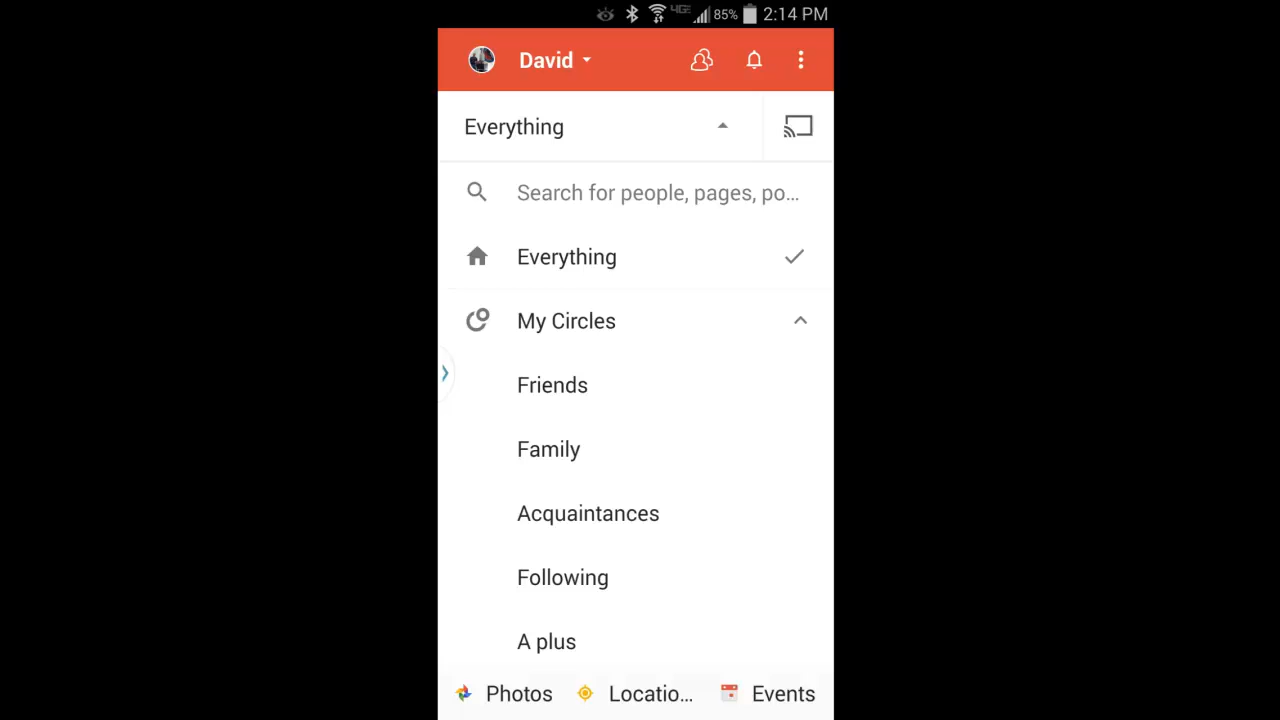 4G 85% 2:14 PM
David
Everything
Search for people, pages, po...
Everything
My Circles
Friends
Family
Acquaintances
Following
A plus
Photos Locatio... Events